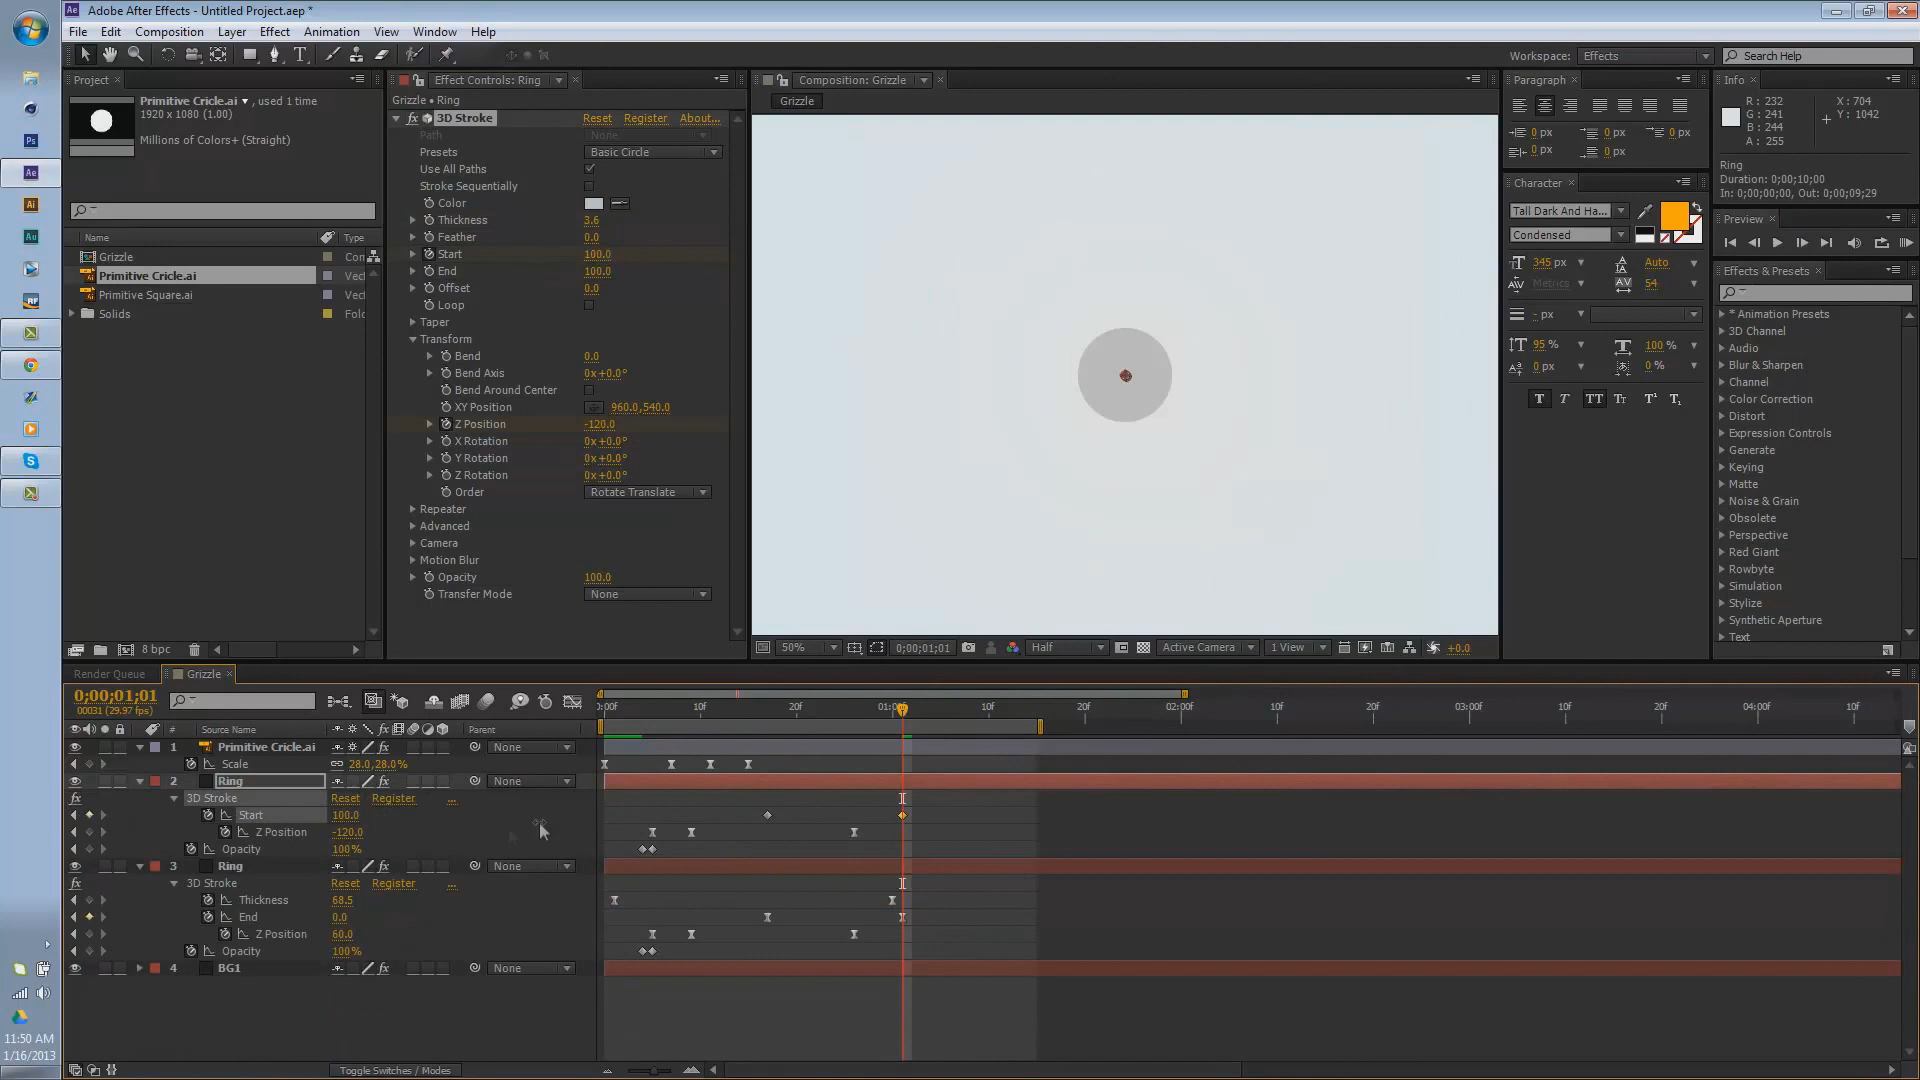 Adobe After Effects - Untitled Project.aep *
File Edit Composition Layer Effect Animation View Window Help
Workspace: Effects Search Help
Project
Primitive Cricle.ai ▼, used 1 time
1920 x 1080 (1.00)
Millions of Colors+ (Straight)
Name Type
Grizzle Con
Primitive Cricle.ai Vect
Primitive Square.ai Vect
Solids Fold
8 bpc
Effect Controls: Ring
Grizzle • Ring
3D Stroke Reset Register About...
Path None
Presets Basic Circle
Use All Paths
Stroke Sequentially
Color
Thickness 3.6
Feather 0.0
Start 100.0
End 100.0
Offset 0.0
Loop
Taper
Transform
Bend 0.0
Bend Axis 0x+0.0°
Bend Around Center
XY Position 960.0,540.0
Z Position -120.0
X Rotation 0x+0.0°
Y Rotation 0x+0.0°
Z Rotation 0x+0.0°
Order Rotate Translate
Repeater
Advanced
Camera
Motion Blur
Opacity 100.0
Transfer Mode None
Composition: Grizzle
Grizzle
50% 0;00;01;01 Half Active Camera 1 View +0.0
Paragraph
0 px 0 px 0 px
0 px 0 px
Character
Tall Dark And Ha...
Condensed
345 px Auto
Metrics 54
- px
95 % 100 %
0 px 0 %
T T TT Tr T¹ T₁
Info
R : 232
G : 241
B : 244
A : 255
X : 704
Y : 1042
Ring
Duration: 0;00;10;00
In: 0;00;00;00, Out: 0;00;09;29
Preview
Effects & Presets
* Animation Presets
3D Channel
Audio
Blur & Sharpen
Channel
Color Correction
Distort
Expression Controls
Generate
Keying
Matte
Noise & Grain
Obsolete
Perspective
Red Giant
Rowbyte
Simulation
Stylize
Synthetic Aperture
Text
Render Queue Grizzle
0;00;01;01
00031 (29.97 fps)
# Source Name Parent
0:00f 10f 20f 01:00f 10f 20f 02:00f 10f 20f 03:00f 10f 20f 04:00f 10f
1 Primitive Cricle.ai None
Scale 28.0,28.0%
2 Ring None
3D Stroke Reset Register ...
Start 100.0
Z Position -120.0
Opacity 100%
3 Ring None
3D Stroke Reset Register ...
Thickness 68.5
End 0.0
Z Position 60.0
Opacity 100%
4 BG1 None
Toggle Switches / Modes
11:50 AM
1/16/2013